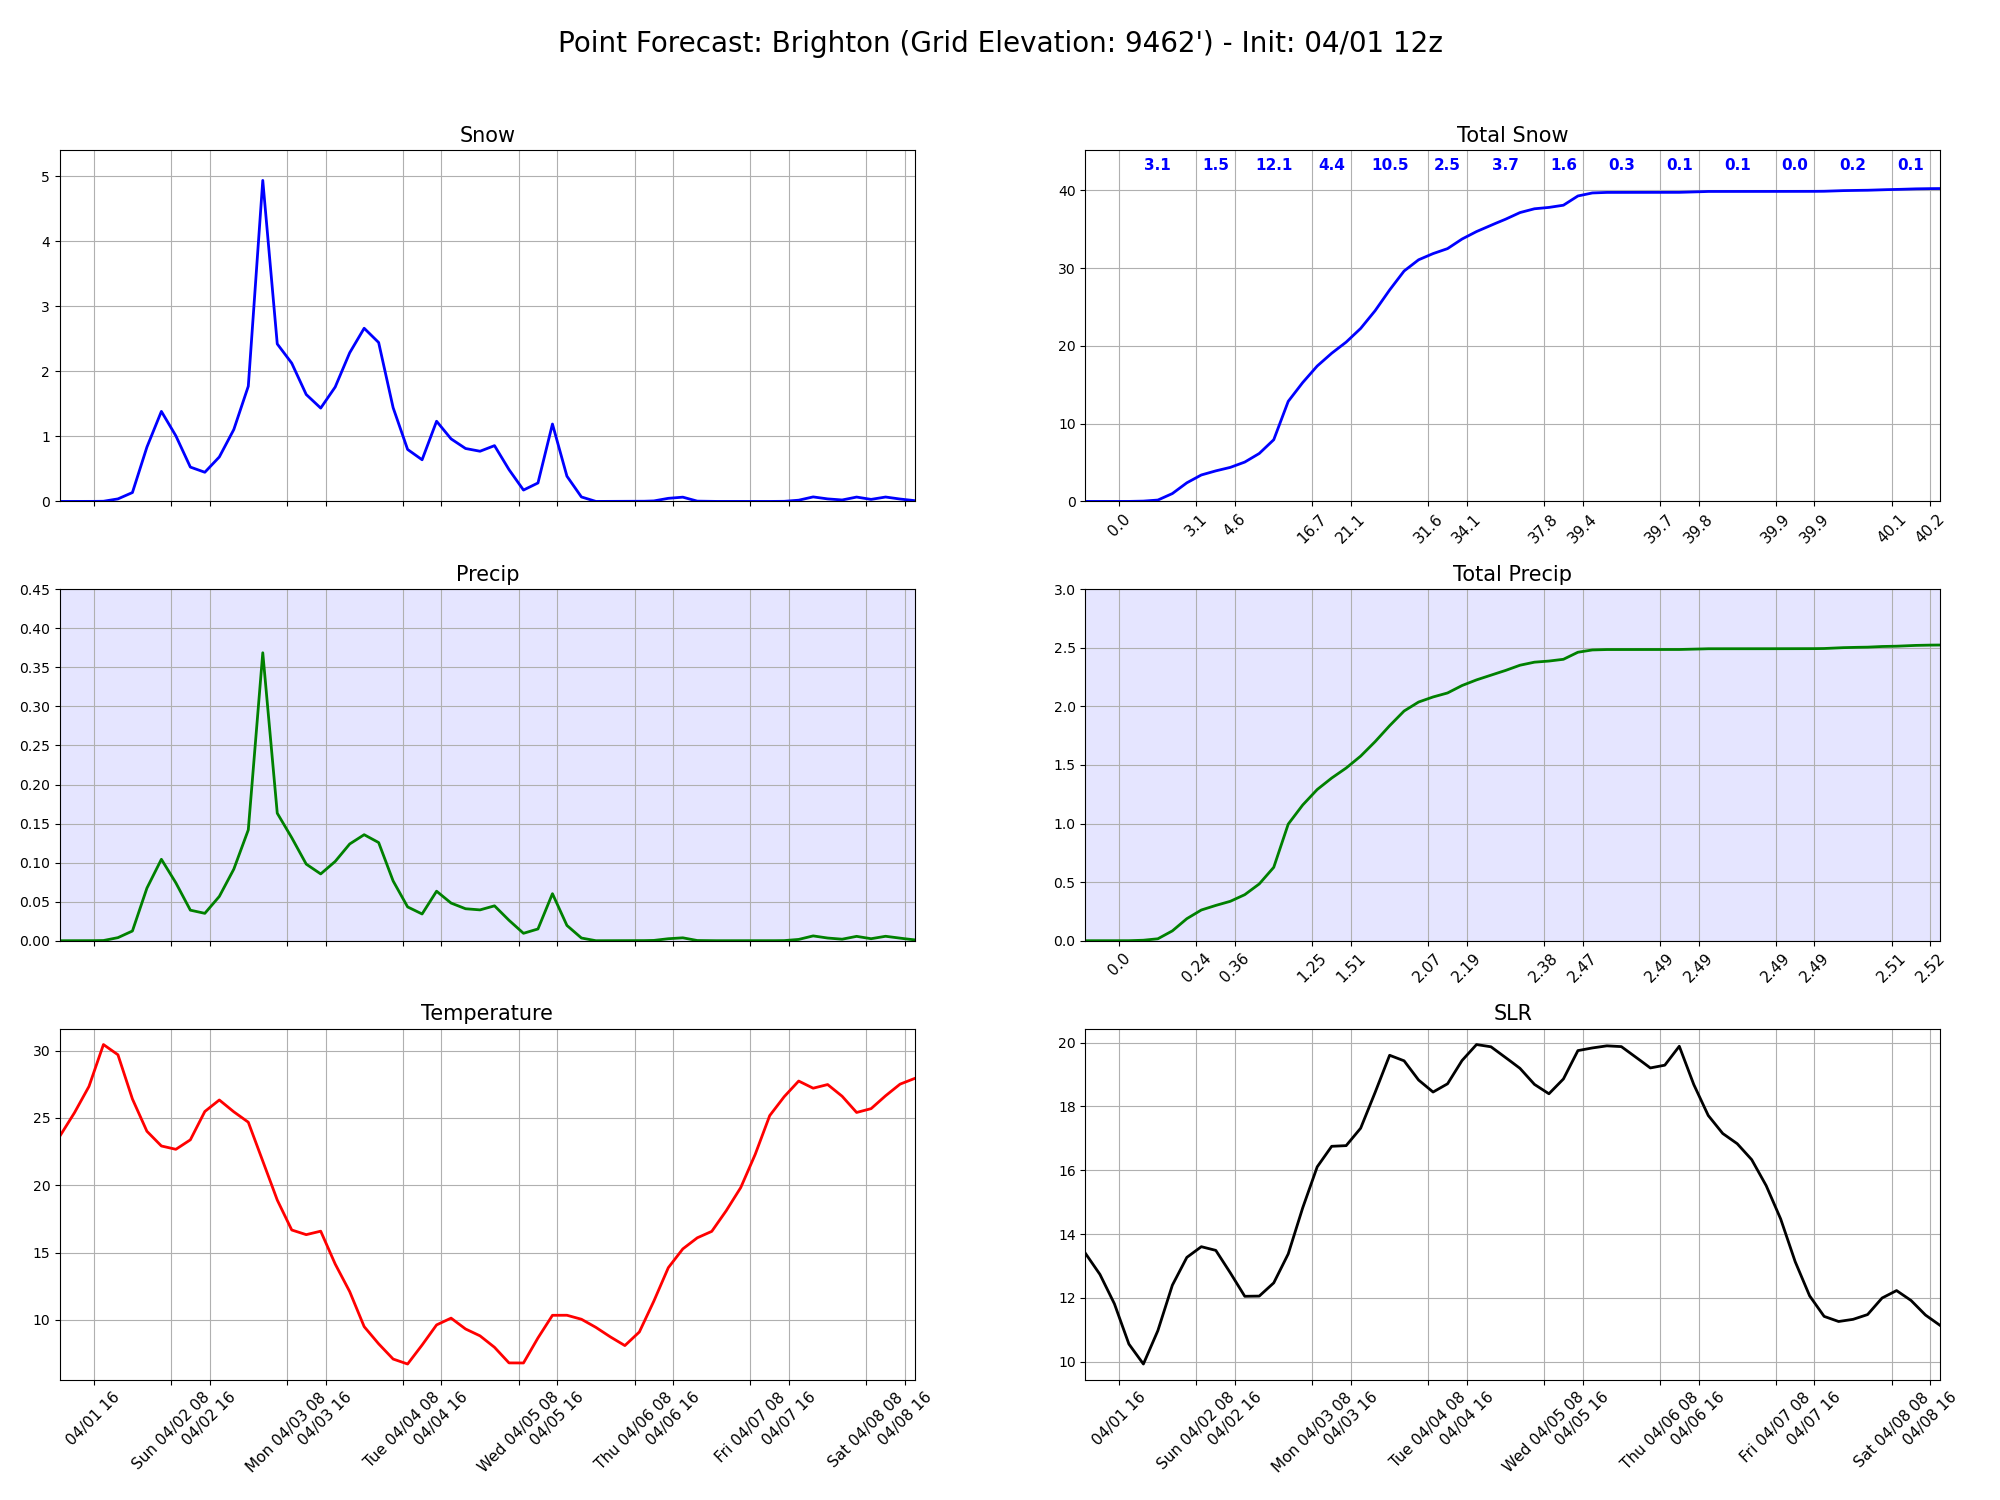 Point Forecast: Brighton (Grid Elevation: 9462') - Init: 04/01 12z
Snow
5
4
3
2
1
0
Total Snow
3.1 1.5 12.1 4.4 10.5 2.5 3.7 1.6 0.3 0.1 0.1 0.0 0.2 0.1
40
30
20
10
0
0.0 3.1 4.6 16.7 21.1 31.6 34.1 37.8 39.4 39.7 39.8 39.9 39.9 40.1 40.2
Precip
0.45
0.40
0.35
0.30
0.25
0.20
0.15
0.10
0.05
0.00
Total Precip
3.0
2.5
2.0
1.5
1.0
0.5
0.0
0.0 0.24 0.36 1.25 1.51 2.07 2.19 2.38 2.47 2.49 2.49 2.49 2.49 2.51 2.52
Temperature
30
25
20
15
10
04/01 16
Sun 04/02 08
04/02 16
Mon 04/03 08
04/03 16
Tue 04/04 08
04/04 16
Wed 04/05 08
04/05 16
Thu 04/06 08
04/06 16
Fri 04/07 08
04/07 16
Sat 04/08 08
04/08 16
SLR
20
18
16
14
12
10
04/01 16
Sun 04/02 08
04/02 16
Mon 04/03 08
04/03 16
Tue 04/04 08
04/04 16
Wed 04/05 08
04/05 16
Thu 04/06 08
04/06 16
Fri 04/07 08
04/07 16
Sat 04/08 08
04/08 16